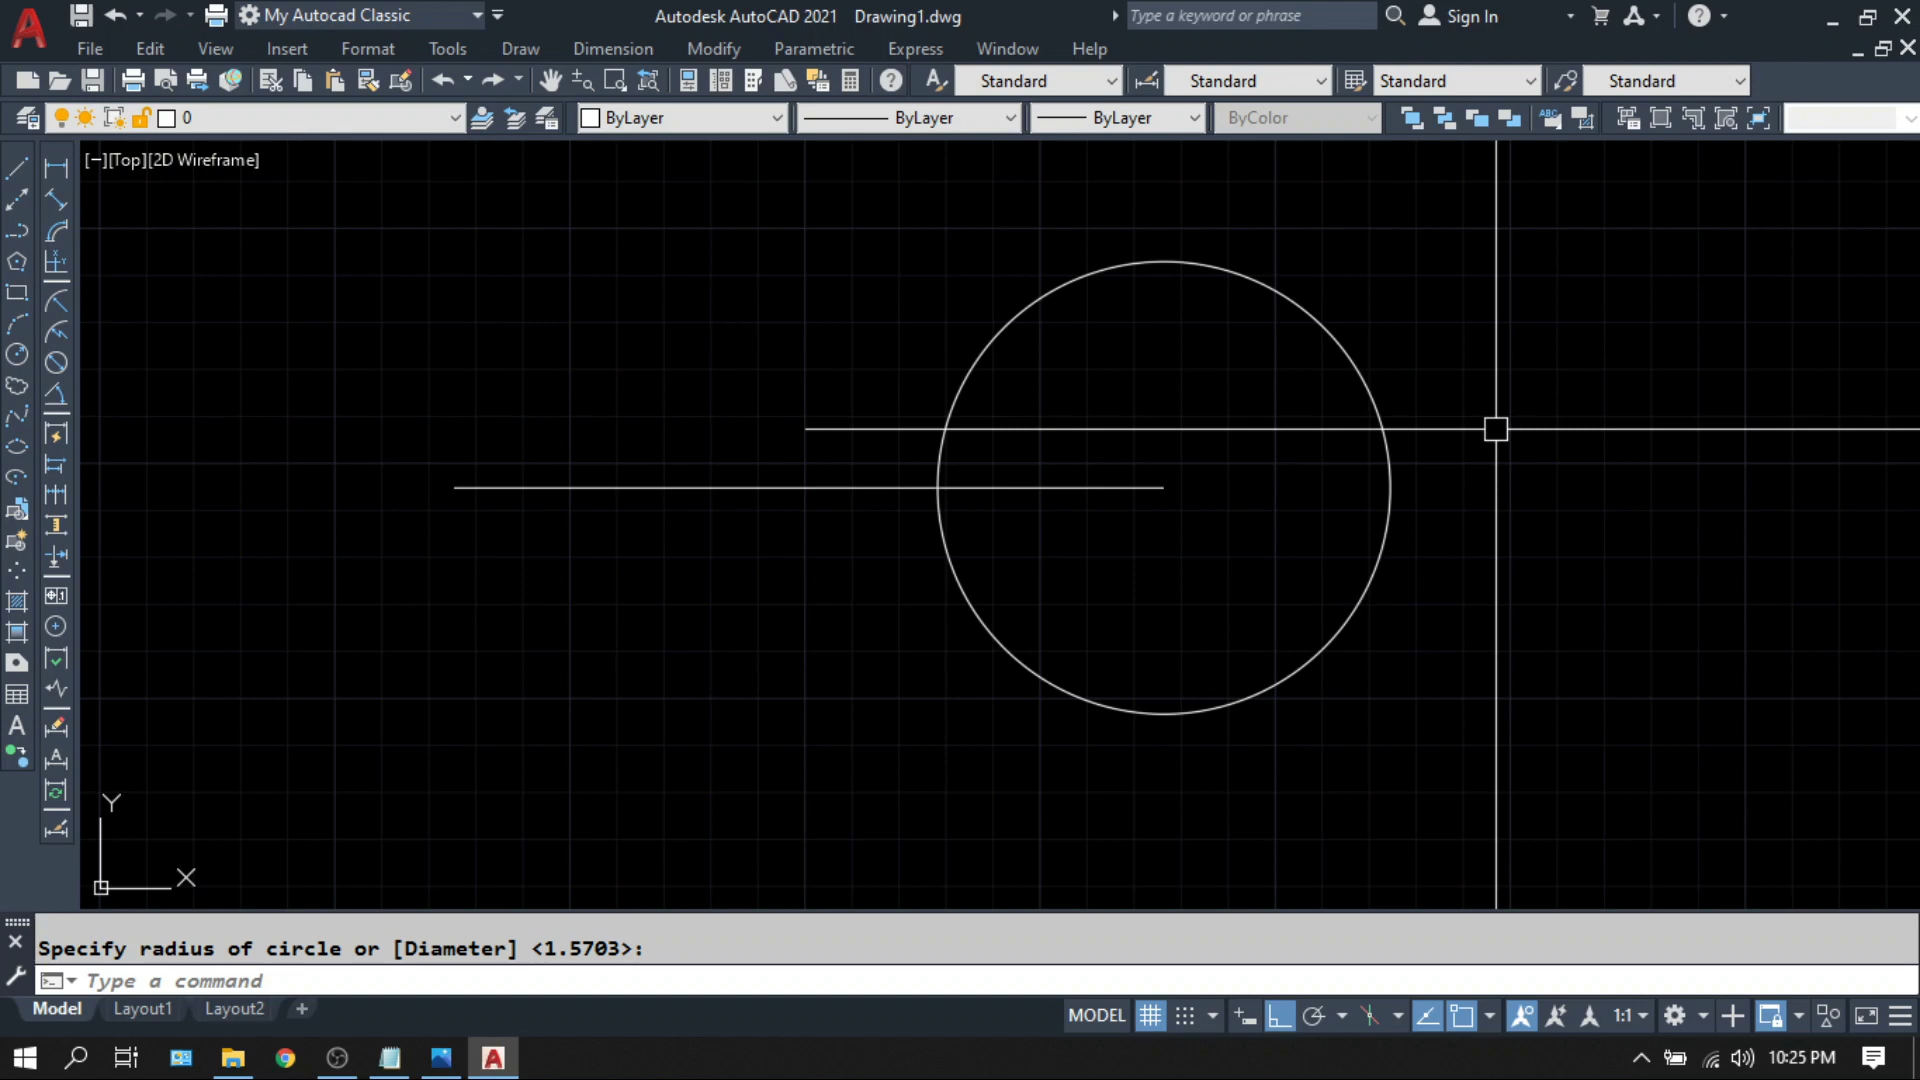 My Autocad Classic
Autodesk AutoCAD 2021 Drawing1.dwg
Type a keyword or phrase
Sign In
File Edit View Insert Format Tools Draw Dimension Modify Parametric Express Window Help
Standard Standard Standard Standard
0 ByLayer ByLayer ByLayer ByColor
[−][Top][2D Wireframe]
Y
X
Specify radius of circle or [Diameter] <1.5703>:
Type a command
Model Layout1 Layout2 +
MODEL 1:1
10:25 PM